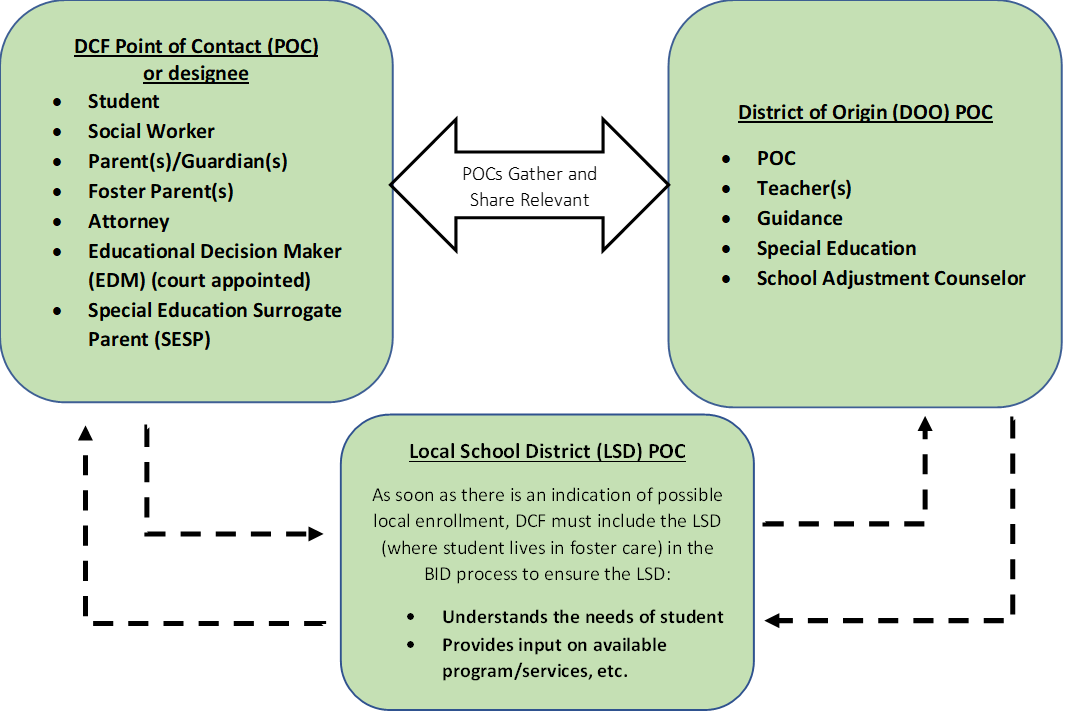 DCF Point of Contact (POC)
or designee
• Student
• Social Worker
• Parent(s)/Guardian(s)
• Foster Parent(s)
• Attorney
• Educational Decision Maker
(EDM) (court appointed)
• Special Education Surrogate
Parent (SESP)
POCs Gather and
Share Relevant
District of Origin (DOO) POC
• POC
• Teacher(s)
• Guidance
• Special Education
• School Adjustment Counselor
Local School District (LSD) POC
As soon as there is an indication of possible
local enrollment, DCF must include the LSD
(where student lives in foster care) in the
BID process to ensure the LSD:
• Understands the needs of student
• Provides input on available
program/services, etc.